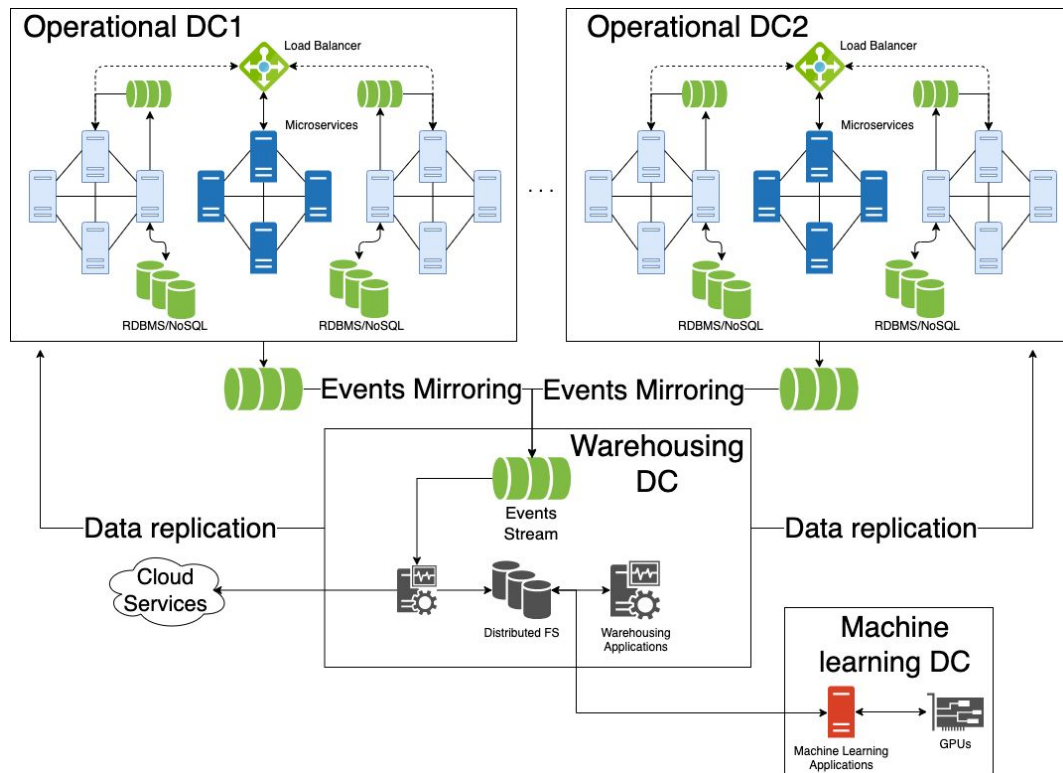 Operational DC1
Load Balancer
Microservices
RDBMS/NoSQL
RDBMS/NoSQL
. . .
Operational DC2
Load Balancer
Microservices
RDBMS/NoSQL
RDBMS/NoSQL
Events Mirroring
Events Mirroring
Warehousing
DC
Events
Stream
Data replication
Data replication
Cloud
Services
Distributed FS
Warehousing
Applications
Machine
learning DC
Machine Learning
Applications
GPUs